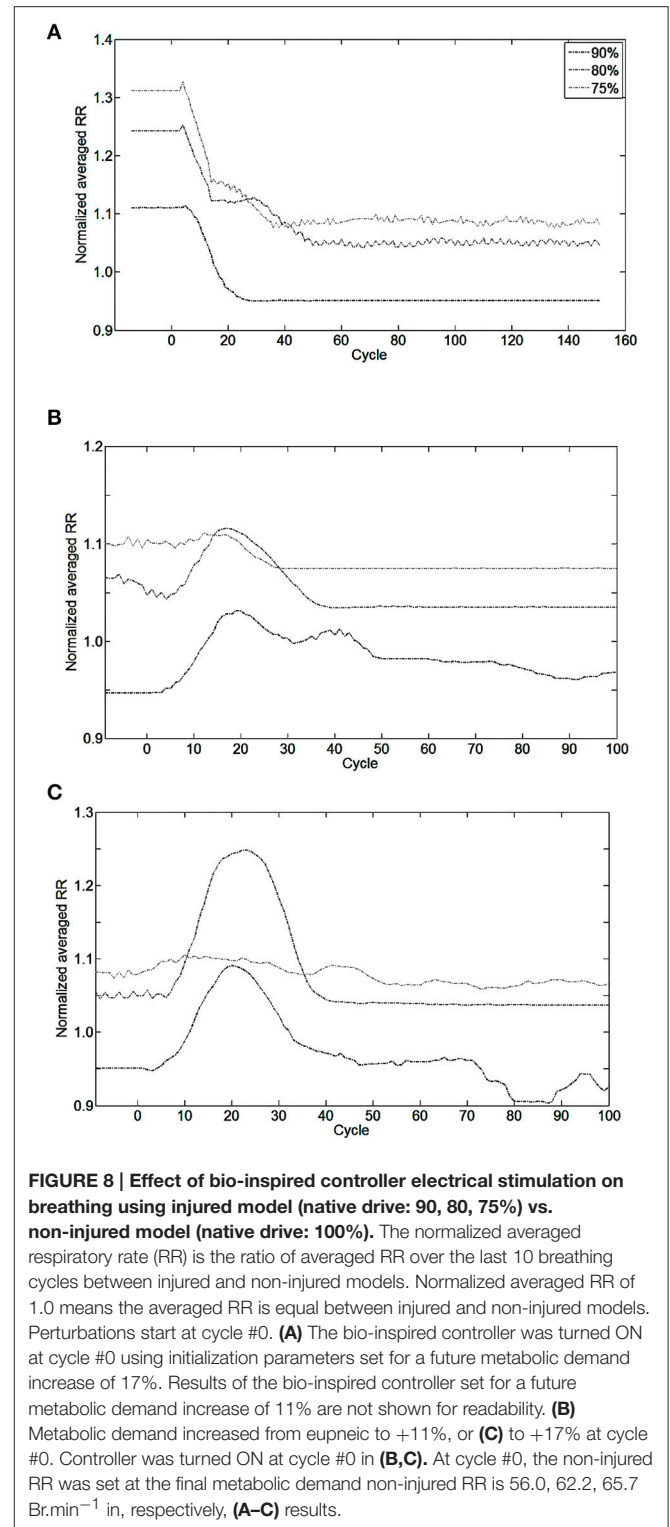 A
1.4
90%
80%
75%
1.3
1.2
1.1
1.0
0.9
Normalized averaged RR
0 20 40 60 80 100 120 140 160
Cycle
B
1.2
1.1
1.0
0.9
Normalized averaged RR
0 10 20 30 40 50 60 70 80 90 100
Cycle
C
1.3
1.2
1.1
1.0
0.9
Normalized averaged RR
0 10 20 30 40 50 60 70 80 90 100
Cycle
FIGURE 8 | Effect of bio-inspired controller electrical stimulation on
breathing using injured model (native drive: 90, 80, 75%) vs.
non-injured model (native drive: 100%). The normalized averaged
respiratory rate (RR) is the ratio of averaged RR over the last 10 breathing
cycles between injured and non-injured models. Normalized averaged RR of
1.0 means the averaged RR is equal between injured and non-injured models.
Perturbations start at cycle #0. (A) The bio-inspired controller was turned ON
at cycle #0 using initialization parameters set for a future metabolic demand
increase of 17%. Results of the bio-inspired controller set for a future
metabolic demand increase of 11% are not shown for readability. (B)
Metabolic demand increased from eupneic to +11%, or (C) to +17% at cycle
#0. Controller was turned ON at cycle #0 in (B,C). At cycle #0, the non-injured
RR was set at the final metabolic demand non-injured RR is 56.0, 62.2, 65.7
Br.min⁻¹ in, respectively, (A–C) results.